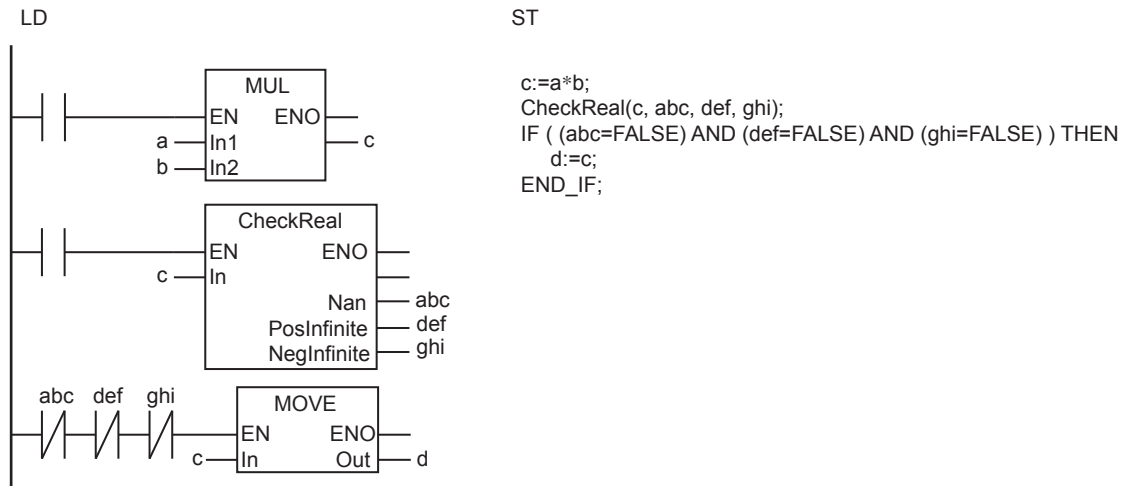 LD
MUL
EN ENO
a In1 c
b In2
CheckReal
EN ENO
c In
Nan abc
PosInfinite def
NegInfinite ghi
abc def ghi
MOVE
EN ENO
c In Out d
ST
c:=a*b;
CheckReal(c, abc, def, ghi);
IF ( (abc=FALSE) AND (def=FALSE) AND (ghi=FALSE) ) THEN
d:=c;
END_IF;